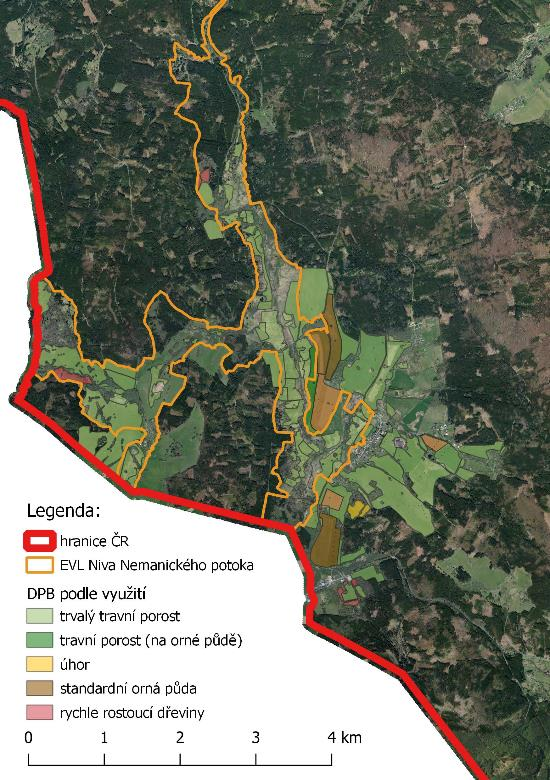 Legenda:
hranice ČR
EVL Niva Nemanického potoka
DPB podle využití
trvalý travní porost
travní porost (na orné půdě)
úhor
standardní orná půda
rychle rostoucí dřeviny
0 1 2 3 4 km